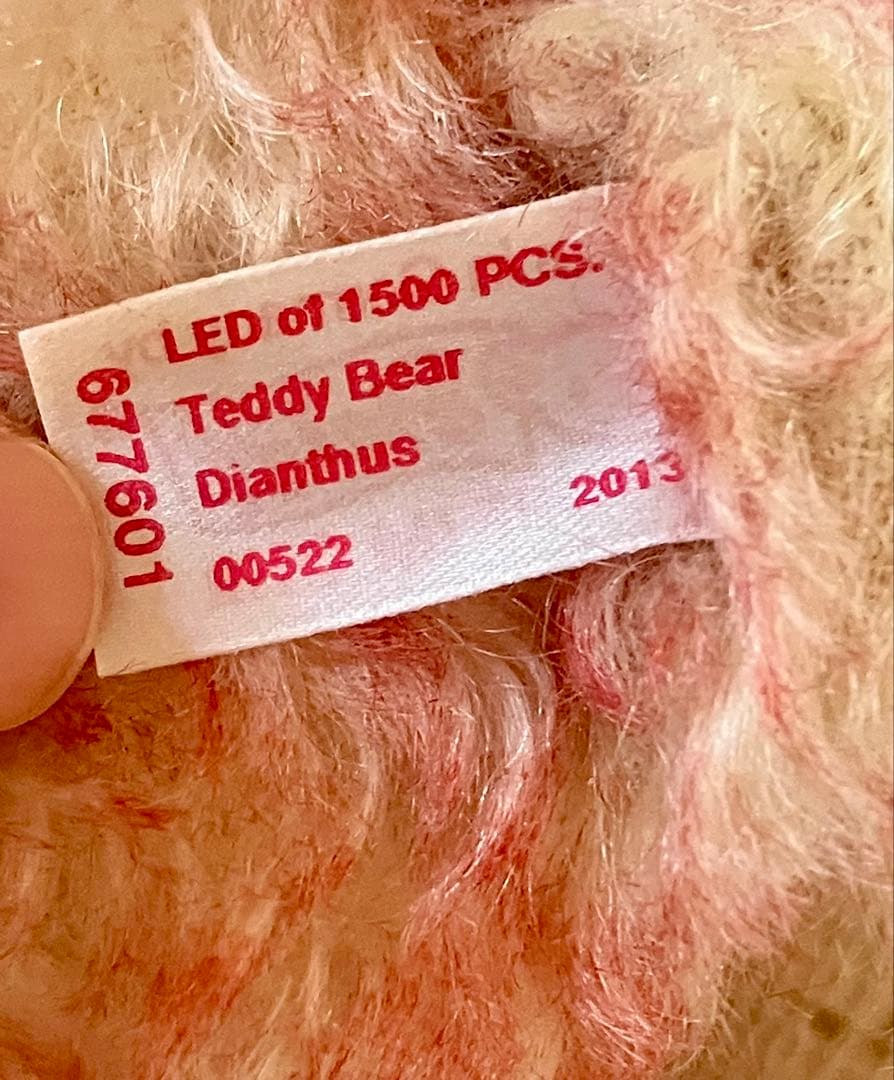 LED of 1500 PCS.
Teddy Bear
Dianthus
00522
2013
677601